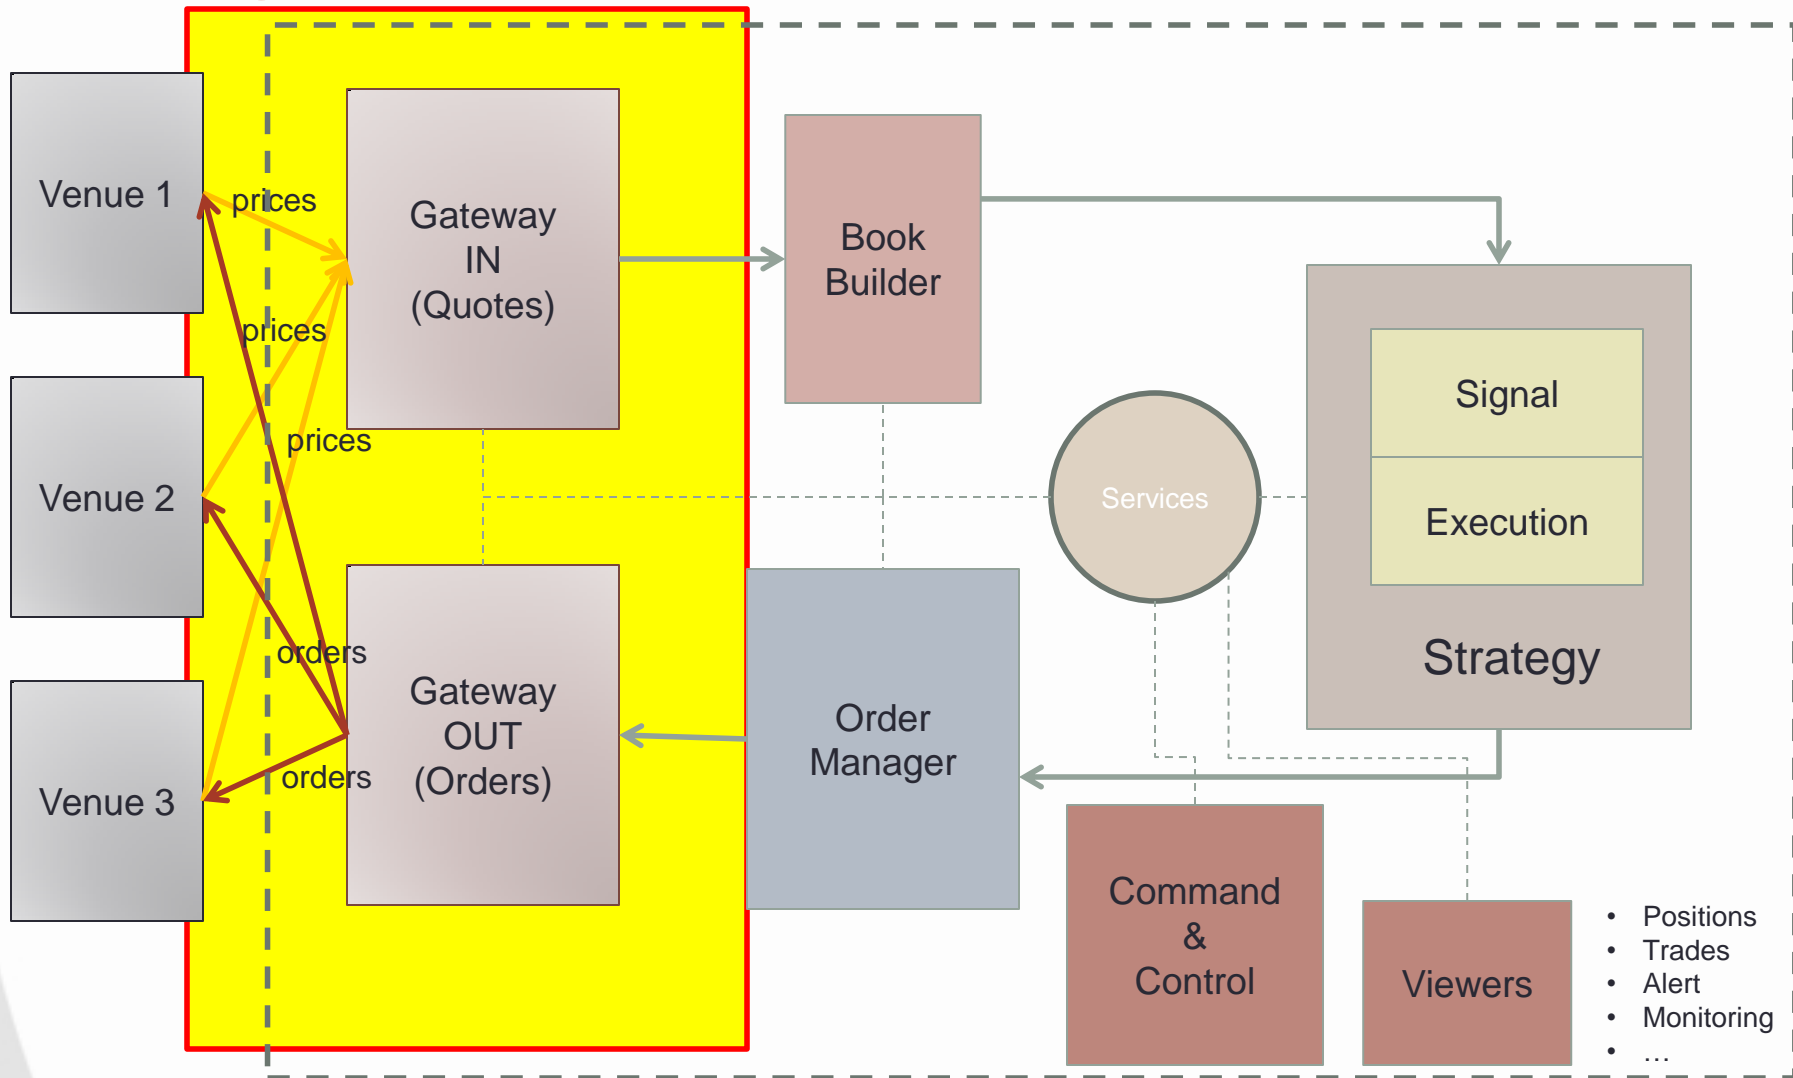 Venue 1
Venue 2
Venue 3
prices
prices
prices
orders
orders
Gateway
IN
(Quotes)
Gateway
OUT
(Orders)
Book
Builder
Order
Manager
Services
Signal
Execution
Strategy
Command
&
Control
Viewers
• Positions
• Trades
• Alert
• Monitoring
• …